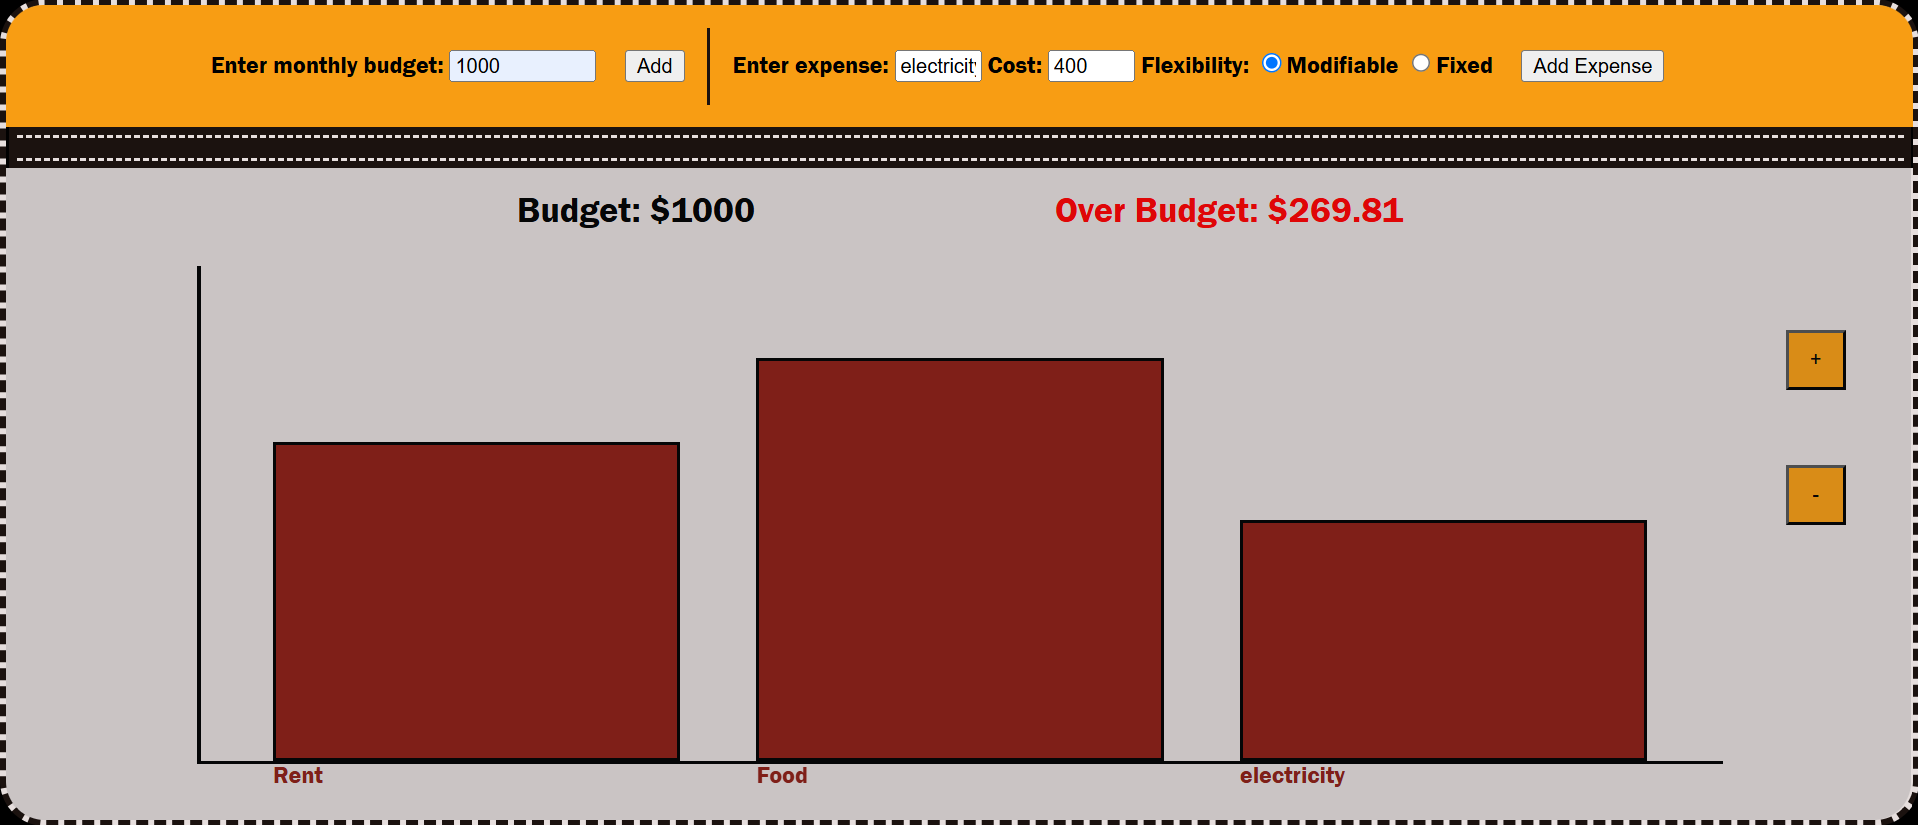 Enter monthly budget: 1000 Add Enter expense: electricity Cost: 400 Flexibility: Modifiable Fixed Add Expense
Budget: $1000 Over Budget: $269.81
+
-
Rent Food electricity